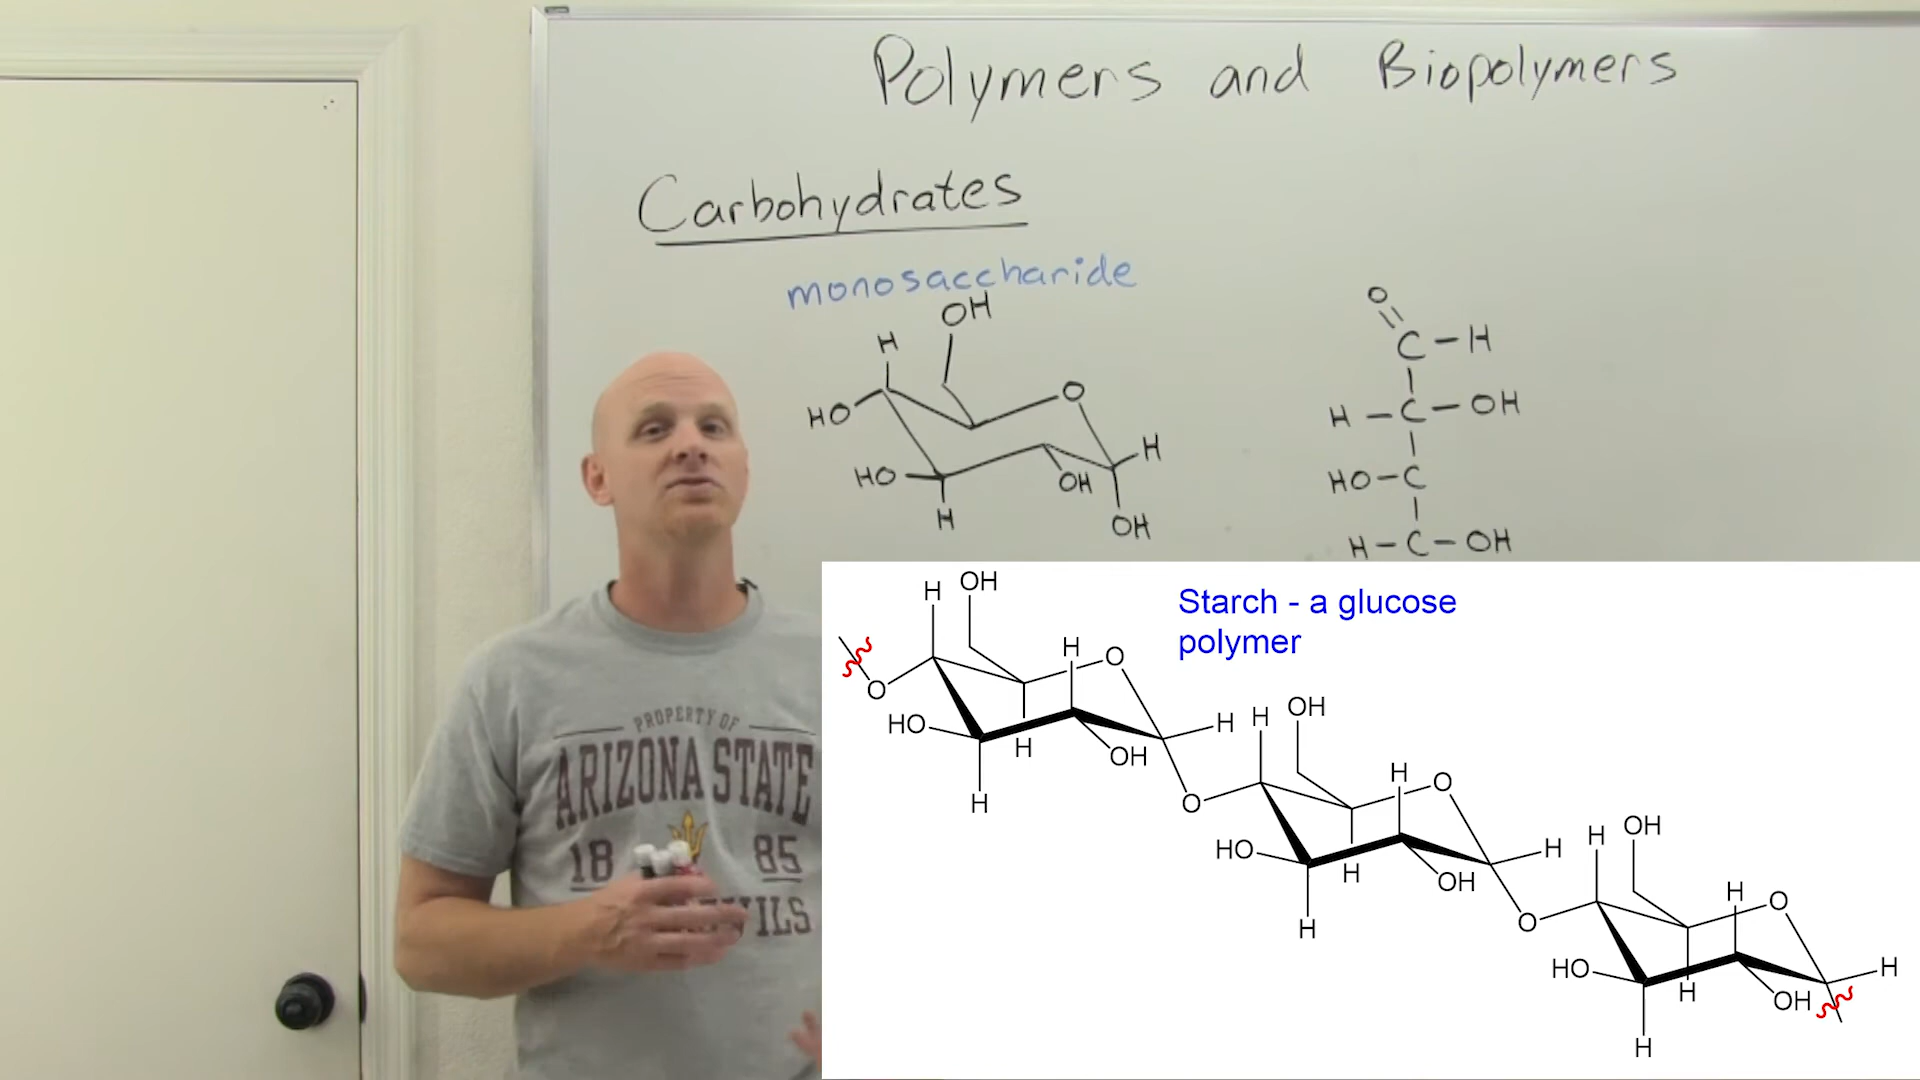 Polymers and Biopolymers
Carbohydrates
monosaccharide
OH
H
HO
O
H
HO
OH
H
OH
O
C-H
H-C-OH
HO-C
H-C-OH
PROPERTY OF
ARIZONA STATE
18 85
ILS
Starch - a glucose
polymer
H OH
H O
O
HO
H
OH
H
H
O
H OH
H O
HO
H
OH
H
H
O
H OH
H O
HO
H
OH
H
H